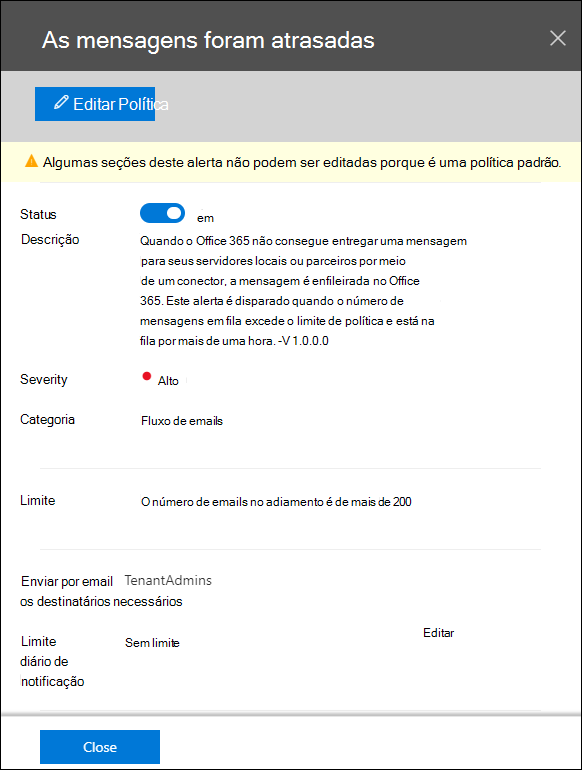 As mensagens foram atrasadas
Editar Política
Algumas seções deste alerta não podem ser editadas porque é uma política padrão.
Status em
Descrição Quando o Office 365 não consegue entregar uma mensagem
para seus servidores locais ou parceiros por meio
de um conector, a mensagem é enfileirada no Office
365. Este alerta é disparado quando o número de
mensagens em fila excede o limite de política e está na
fila por mais de uma hora. -V 1.0.0.0
Severity Alto
Categoria Fluxo de emails
Limite O número de emails no adiamento é de mais de 200
Enviar por email TenantAdmins
os destinatários necessários
Limite Sem limite Editar
diário de
notificação
Close